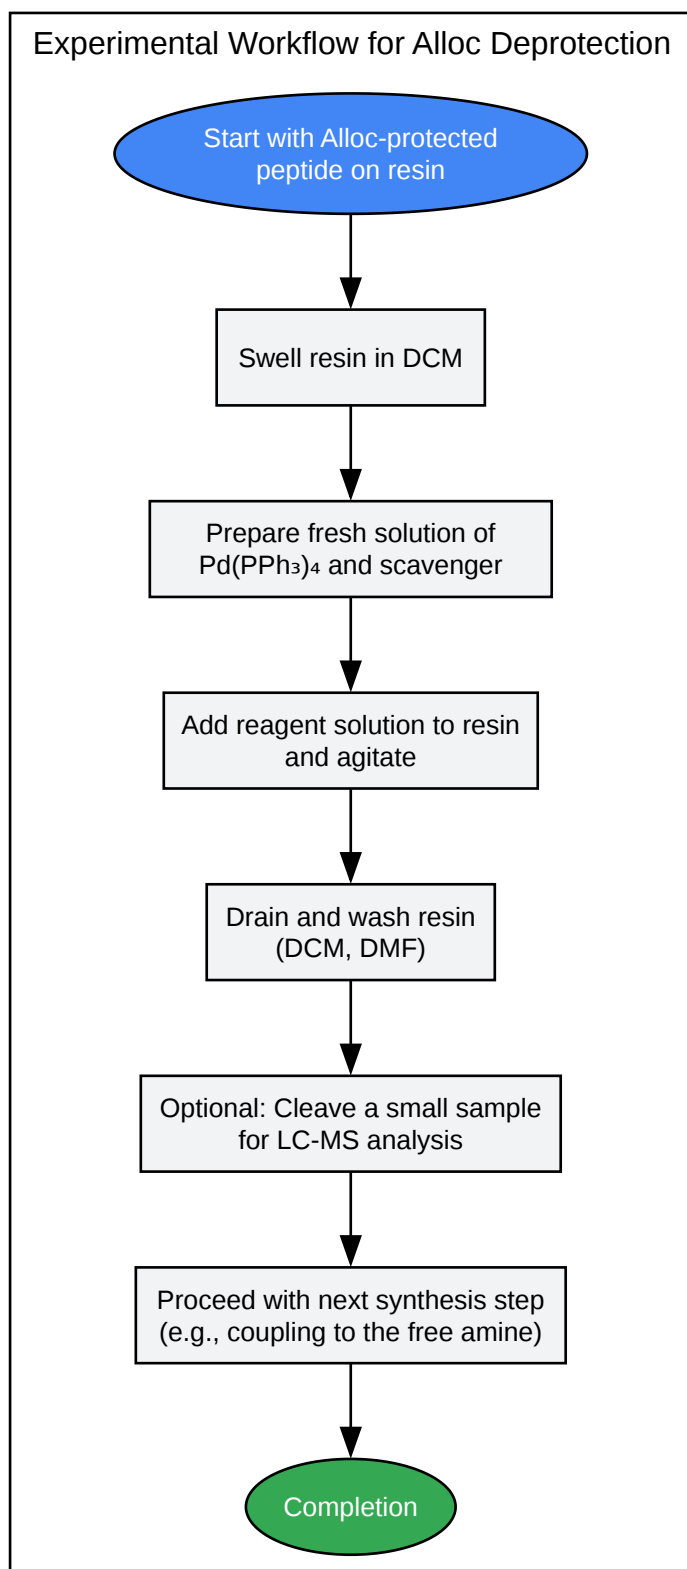 Experimental Workflow for Alloc Deprotection
Start with Alloc-protected
peptide on resin
Swell resin in DCM
Prepare fresh solution of
Pd(PPh₃)₄ and scavenger
Add reagent solution to resin
and agitate
Drain and wash resin
(DCM, DMF)
Optional: Cleave a small sample
for LC-MS analysis
Proceed with next synthesis step
(e.g., coupling to the free amine)
Completion